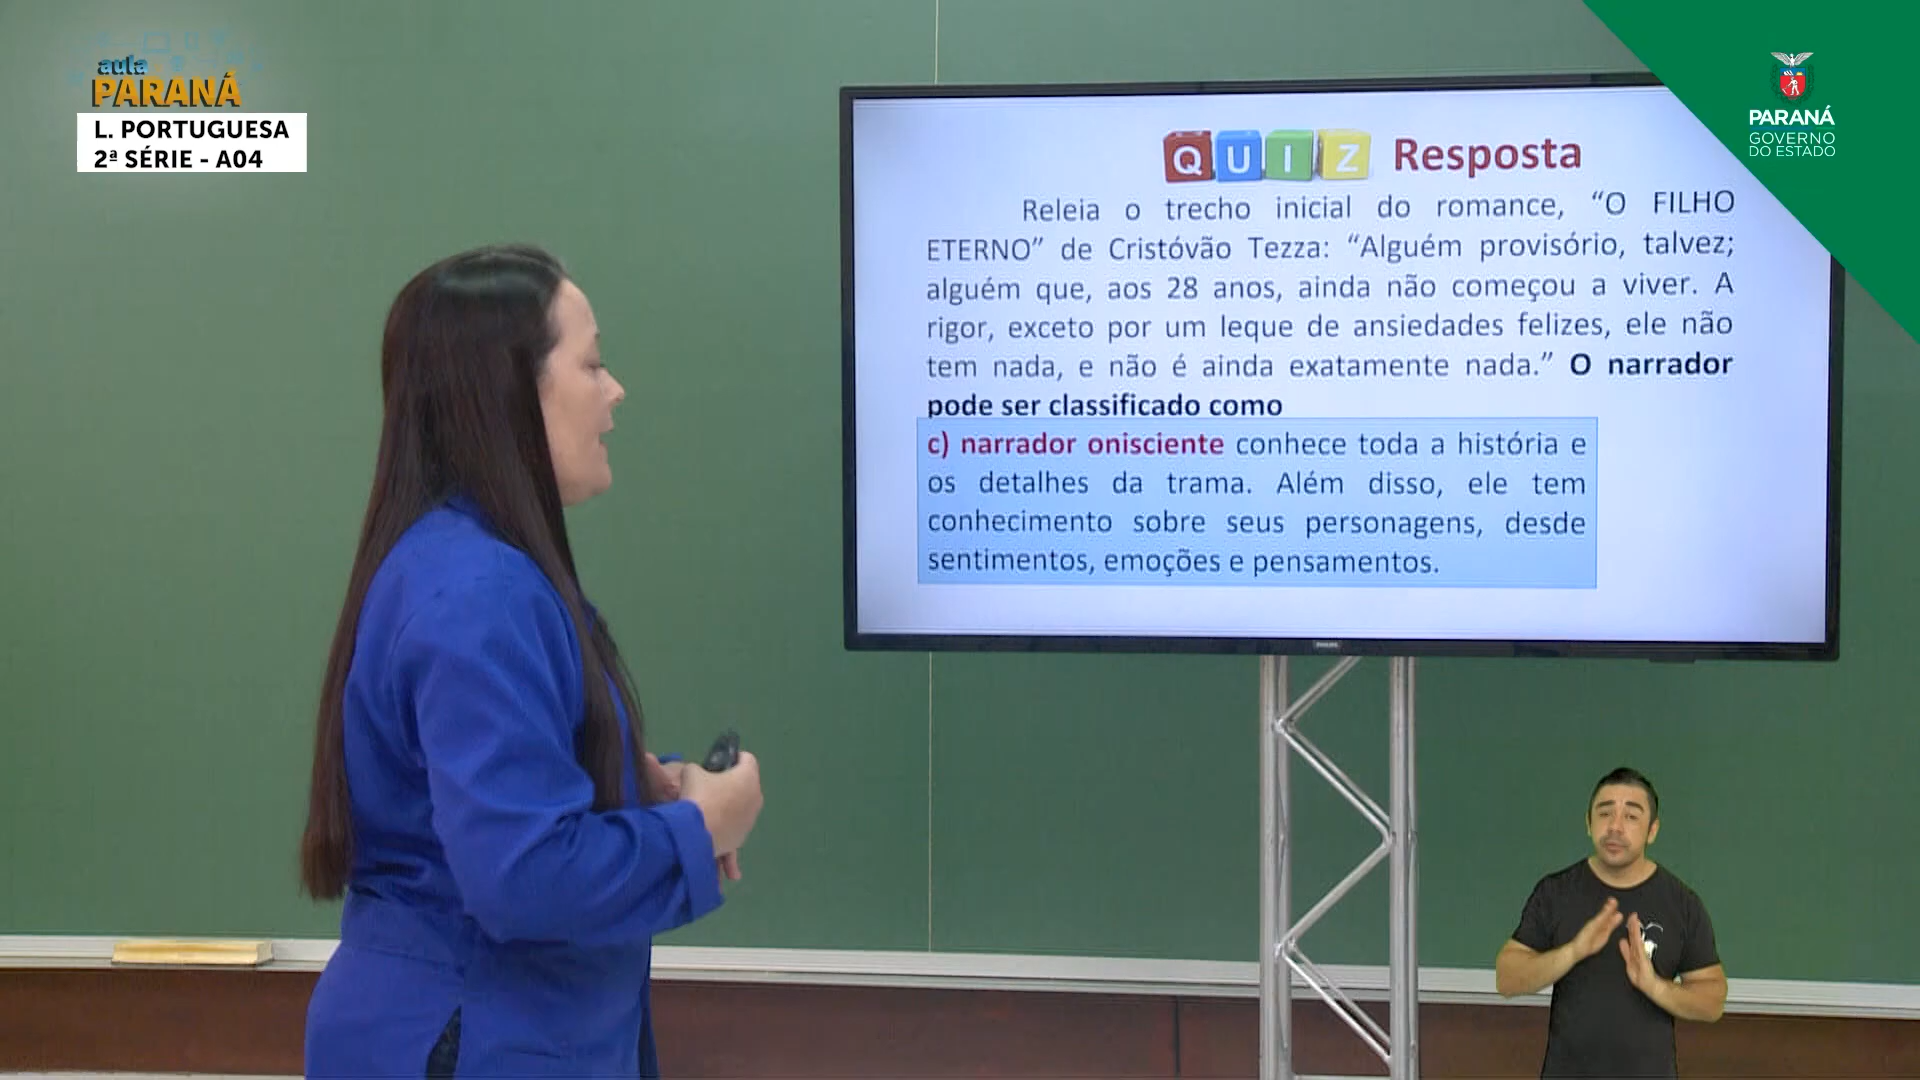 aula
PARANÁ
L. PORTUGUESA
2ª SÉRIE - A04
PARANÁ
GOVERNO
DO ESTADO
QUIZ Resposta
Releia o trecho inicial do romance, “O FILHO
ETERNO” de Cristóvão Tezza: “Alguém provisório, talvez;
alguém que, aos 28 anos, ainda não começou a viver. A
rigor, exceto por um leque de ansiedades felizes, ele não
tem nada, e não é ainda exatamente nada.” O narrador
pode ser classificado como
c) narrador onisciente conhece toda a história e
os detalhes da trama. Além disso, ele tem
conhecimento sobre seus personagens, desde
sentimentos, emoções e pensamentos.